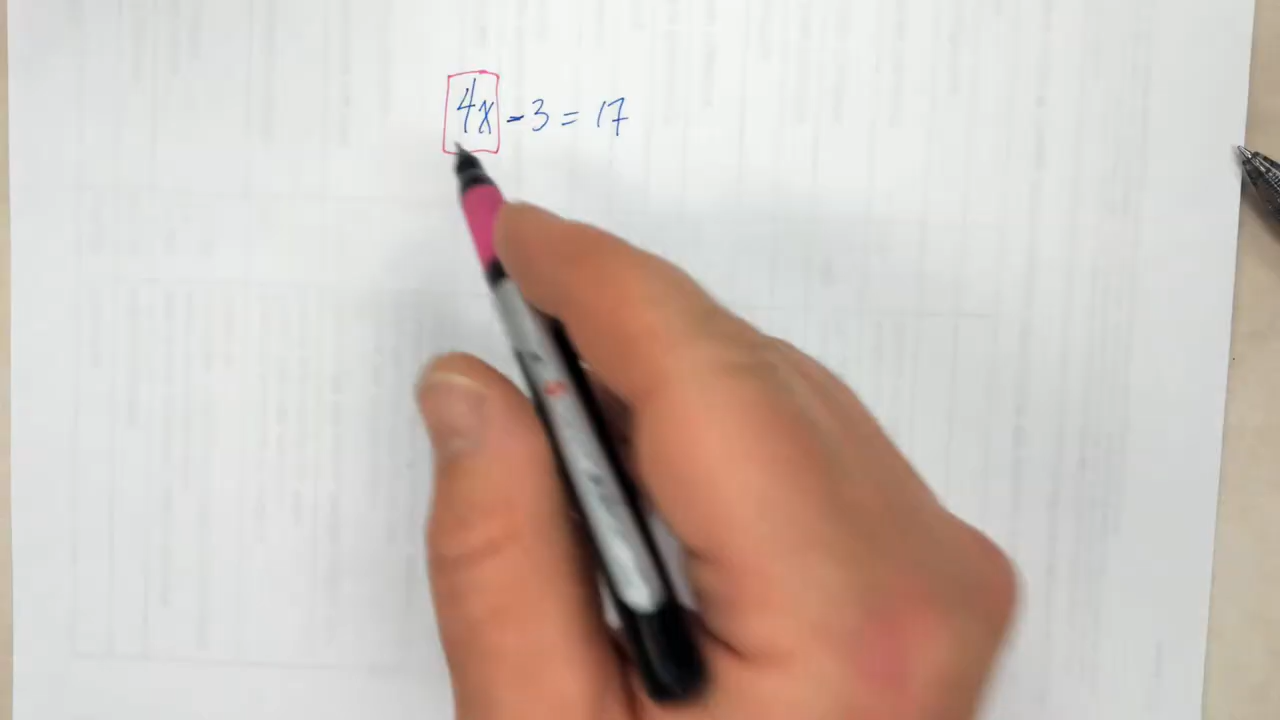 4x - 3 = 17